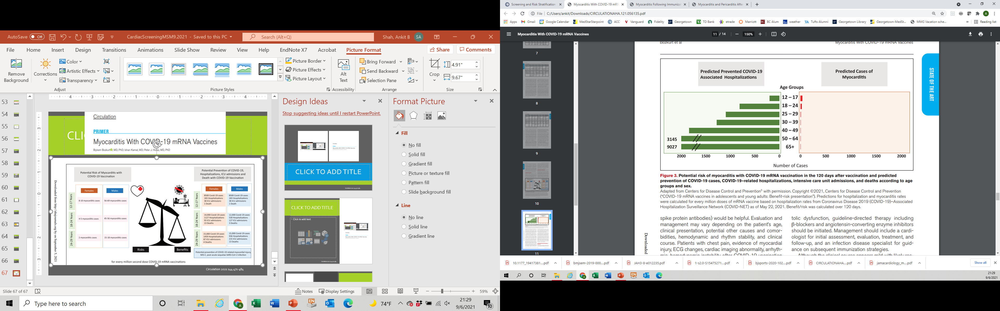 AutoSave Off
CardiacScreeningMSM9.2021 - Saved to this PC
Search (Alt+Q)
Shah, Ankit B SA
File Home Insert Design Transitions Animations Slide Show Review View Help EndNote X7 Acrobat Picture Format
Share Comments
Remove Background
Corrections
Color
Artistic Effects
Transparency
Adjust
Picture Styles
Picture Border
Picture Effects
Picture Layout
Alt Text
Accessibility
Bring Forward
Send Backward
Selection Pane
Arrange
Crop
4.91"
9.67"
Size
53
54
55
56
57
58
59
60
61
62
63
64
65
66
67
Circulation
PRIMER
CLI
Myocarditis With COVID-19 mRNA Vaccines
Biykem Bozkurt, MD, PhD; Ishan Kamat, MD; Peter J. Hotez, MD, PhD
Potential Risk of Myocarditis with
COVID-19 Vaccination
Females Males
12-17 Years
8-10 myocarditis cases 56-69 myocarditis cases
18-24 Years
4-5 myocarditis cases 45-56 myocarditis cases
24-29 Years
2 myocarditis cases 15-18 myocarditis cases
Risks Benefits
Potential Prevention of COVID-19,
Hospitalizations, ICU admissions and
Death with COVID-19 Vaccination
Females Males
12-17 Years
8500 Covid-19 cases 8500 Covid-19 cases
183 Hospitalizations 183 Hospitalizations
38 ICU admissions 38 ICU admissions
1 Death 1 Death
18-24 Years
14,000 Covid-19 cases 12,000 Covid-19 cases
1127 Hospitalizations 530 Hospitalizations
93 ICU admissions 127 ICU admissions
13 Deaths 3 Deaths
24-29 Years
15,000 Covid-19 cases 15,000 Covid-19 cases
1459 Hospitalizations 936 Hospitalizations
87 ICU admissions 215 ICU admissions
4 Deaths 13 Deaths
Potential prevention of COVID-19 related myocardial injury,
MIS-C, post-acute sequelae SARS-CoV-2 infection
for every million second dose COVID-19 mRNA vaccinations
Downloaded from http://ahajournals.org by on September 5, 2021
Circulation 2021 144 471-484
Design Ideas
Stop suggesting ideas until I restart PowerPoint.
CLICK TO ADD TITLE
CLICK TO ADD TITLE
Click to add text
Format Picture
Fill
No fill
Solid fill
Gradient fill
Picture or texture fill
Pattern fill
Slide background fill
Line
No line
Solid line
Gradient line
Slide 67 of 67
Notes Display Settings 59%
Type here to search
74°F
21:29
9/6/2021
10
Screening and Risk Stratification
Myocarditis With COVID-19 mRN
Myocarditis Following Immuniza
Myocarditis and Pericarditis After
File C:/Users/ankit/Downloads/CIRCULATIONAHA.121.056135.pdf
Apps Gmail Google Calendar MedStarStarpoint ACC Vanguard Fidelity Georgetown TD Bank etrade Marriott BC Alum weather Tufts Alumni Georgetown Library Georgetown-MedSt... MMG Vacation sche... Reading list
Myocarditis With COVID-19 mRNA Vaccines
11 / 14
150%
7
8
9
10
11
Bozkurt et al Myocarditis With COVID-19 mRNA Vaccines
STATE OF THE ART
Predicted Prevented COVID-19
Associated Hospitalizations
Predicted Cases of
Myocarditis
Age Groups
12 – 17
18 – 24
25 – 29
30 – 39
40 – 49
3145 50 – 64
9027 65+
2000 1500 1000 500 0 0 500 1000 1500 2000
Number of Cases
Figure 3. Potential risk of myocarditis with COVID-19 mRNA vaccination in the 120 days after vaccination and predicted
prevention of COVID-19 cases, COVID-19–related hospitalizations, intensive care unit admissions, and deaths according to age
groups and sex.
Adapted from Centers for Disease Control and Prevention5 with permission. Copyright ©2021, Centers for Disease Control and Prevention
("COVID-19 mRNA vaccines in adolescents and young adults: Benefit-risk presentation"). Predictions for hospitalization and myocarditis rates
were calculated for every million doses of mRNA vaccine based on hospitalization rates from Coronavirus Disease 2019 (COVID-19)–Associated
Hospitalization Surveillance Network (COVID-NET) as of May 22, 2021. Benefit/risk was calculated over 120 days.
spike protein antibodies) would be helpful. Evaluation and
management may vary depending on the patient's age,
clinical presentation, potential other causes and comor-
bidities, hemodynamic and rhythm stability, and clinical
course. Patients with chest pain, evidence of myocardial
injury, ECG changes, cardiac imaging abnormality, arrhyth-
mia, hemodynamic instability after COVID-19 vaccination
tolic dysfunction, guideline-directed therapy including
β-blockers and angiotensin-converting enzyme inhibitors
should be initiated. Management should include a cardi-
ologist for initial assessment, evaluation, treatment, and
follow-up, and an infection disease specialist for guid-
ance on subsequent immunization strategies.
Although the clinical course appears mild with likely res-
Downloaded
10.1177_19417381....pdf
bmjsem-2019-000....pdf
JAH3-8-e012235.pdf
1-s2.0-S15475271....pdf
bjsports-2020-102....pdf
CIRCULATIONAHA....pdf
jamacardiology_m....pdf
Show all
21:29
9/6/2021